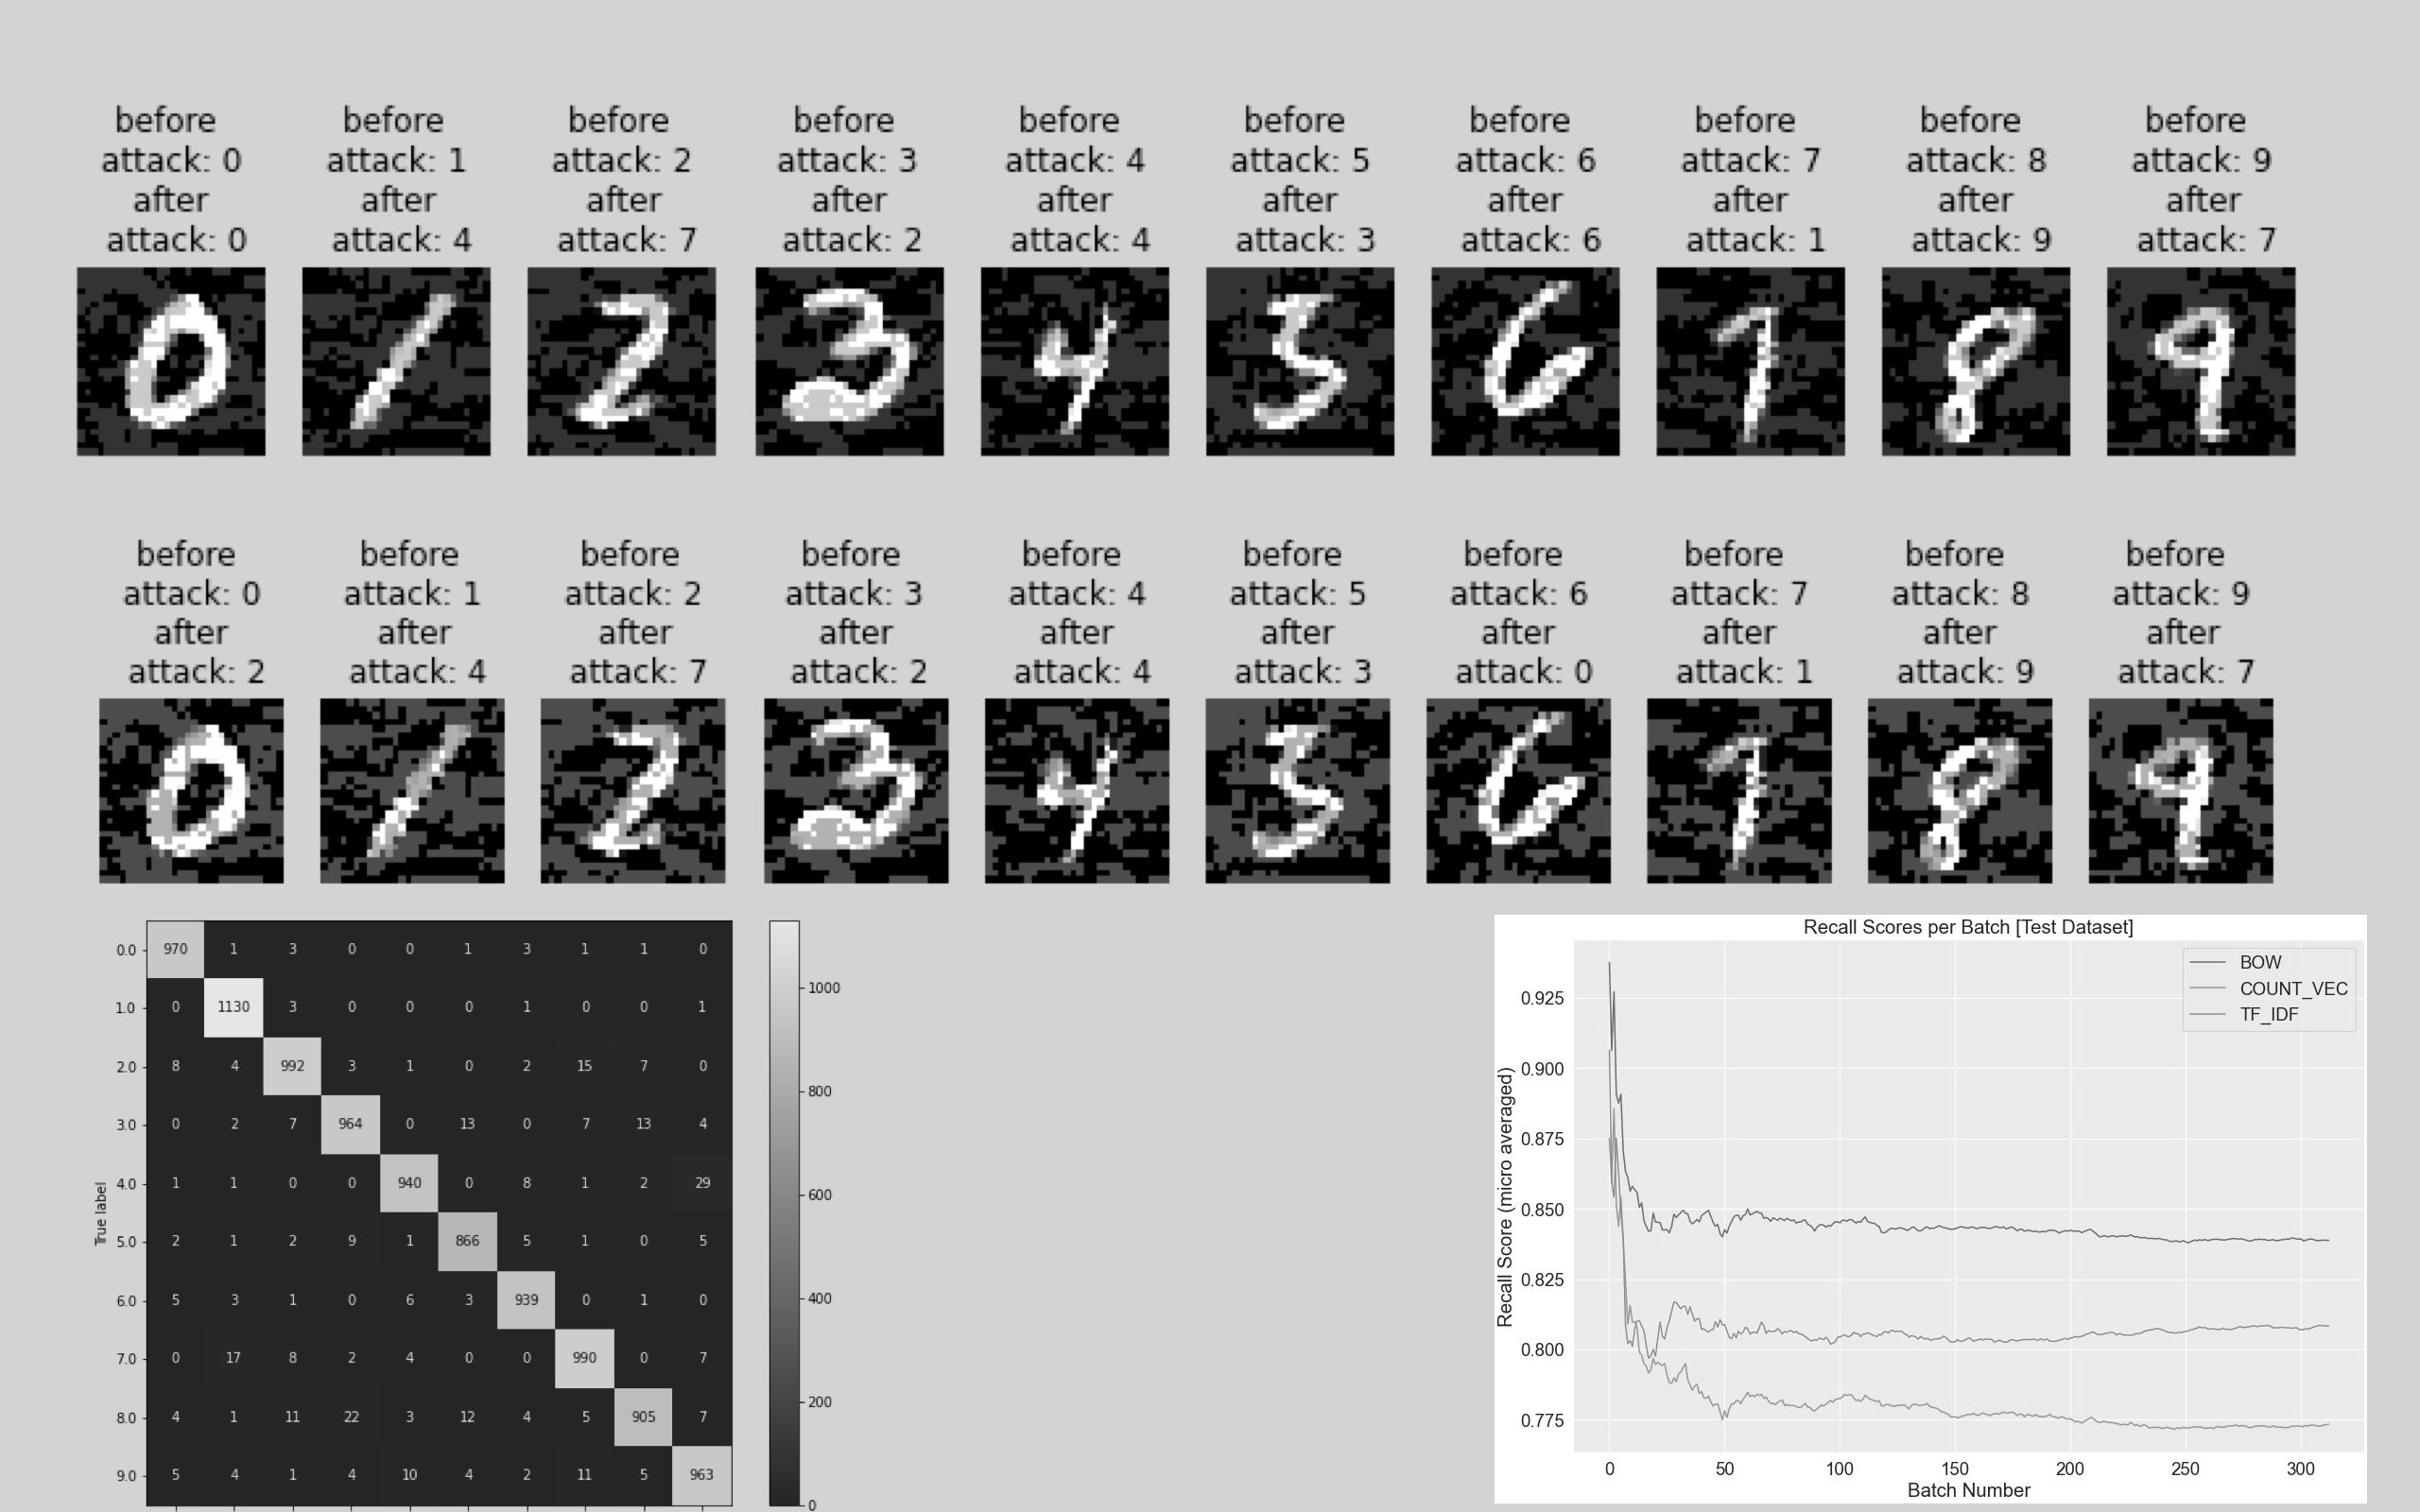 before before before before before before before before before before
attack: 0 attack: 1 attack: 2 attack: 3 attack: 4 attack: 5 attack: 6 attack: 7 attack: 8 attack: 9
after after after after after after after after after after
attack: 0 attack: 4 attack: 7 attack: 2 attack: 4 attack: 3 attack: 6 attack: 1 attack: 9 attack: 7
before before before before before before before before before before
attack: 0 attack: 1 attack: 2 attack: 3 attack: 4 attack: 5 attack: 6 attack: 7 attack: 8 attack: 9
after after after after after after after after after after
attack: 2 attack: 4 attack: 7 attack: 2 attack: 4 attack: 3 attack: 0 attack: 1 attack: 9 attack: 7
True label
0.0 970 1 3 0 0 1 3 1 1 0
1.0 0 1130 3 0 0 0 1 0 0 1
2.0 8 4 992 3 1 0 2 15 7 0
3.0 0 2 7 964 0 13 0 7 13 4
4.0 1 1 0 0 940 0 8 1 2 29
5.0 2 1 2 9 1 866 5 1 0 5
6.0 5 3 1 0 6 3 939 0 1 0
7.0 0 17 8 2 4 0 0 990 0 7
8.0 4 1 11 22 3 12 4 5 905 7
9.0 5 4 1 4 10 4 2 11 5 963
1000
800
600
400
200
0
Recall Scores per Batch [Test Dataset]
BOW
COUNT_VEC
TF_IDF
Recall Score (micro averaged)
0.925
0.900
0.875
0.850
0.825
0.800
0.775
0 50 100 150 200 250 300
Batch Number